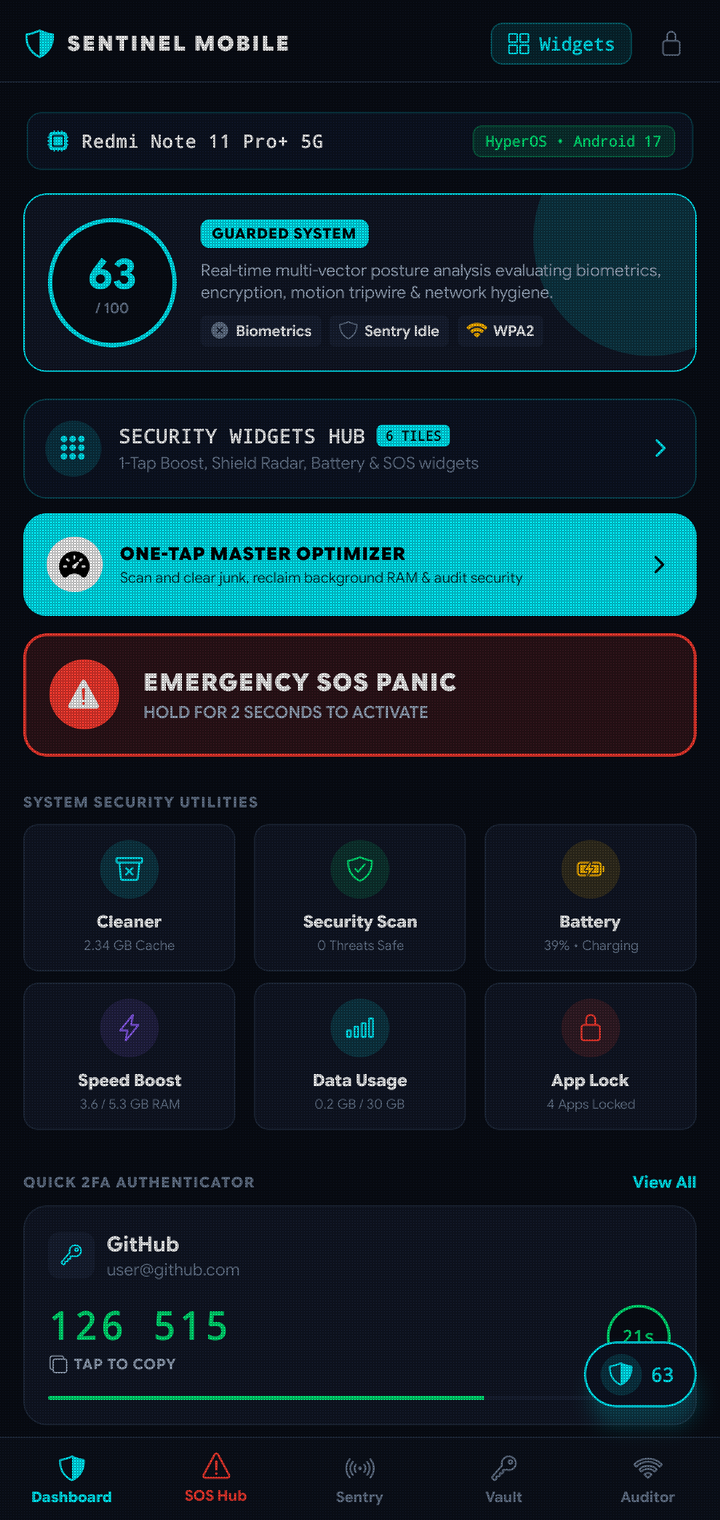 SENTINEL MOBILE
Widgets
Redmi Note 11 Pro+ 5G
HyperOS • Android 17
63
/ 100
GUARDED SYSTEM
Real-time multi-vector posture analysis evaluating biometrics,
encryption, motion tripwire & network hygiene.
Biometrics
Sentry Idle
WPA2
SECURITY WIDGETS HUB
6 TILES
1-Tap Boost, Shield Radar, Battery & SOS widgets
ONE-TAP MASTER OPTIMIZER
Scan and clear junk, reclaim background RAM & audit security
EMERGENCY SOS PANIC
HOLD FOR 2 SECONDS TO ACTIVATE
SYSTEM SECURITY UTILITIES
Cleaner
2.34 GB Cache
Security Scan
0 Threats Safe
Battery
39% • Charging
Speed Boost
3.6 / 5.3 GB RAM
Data Usage
0.2 GB / 30 GB
App Lock
4 Apps Locked
QUICK 2FA AUTHENTICATOR
View All
GitHub
user@github.com
126 515
21s
TAP TO COPY
63
Dashboard
SOS Hub
Sentry
Vault
Auditor